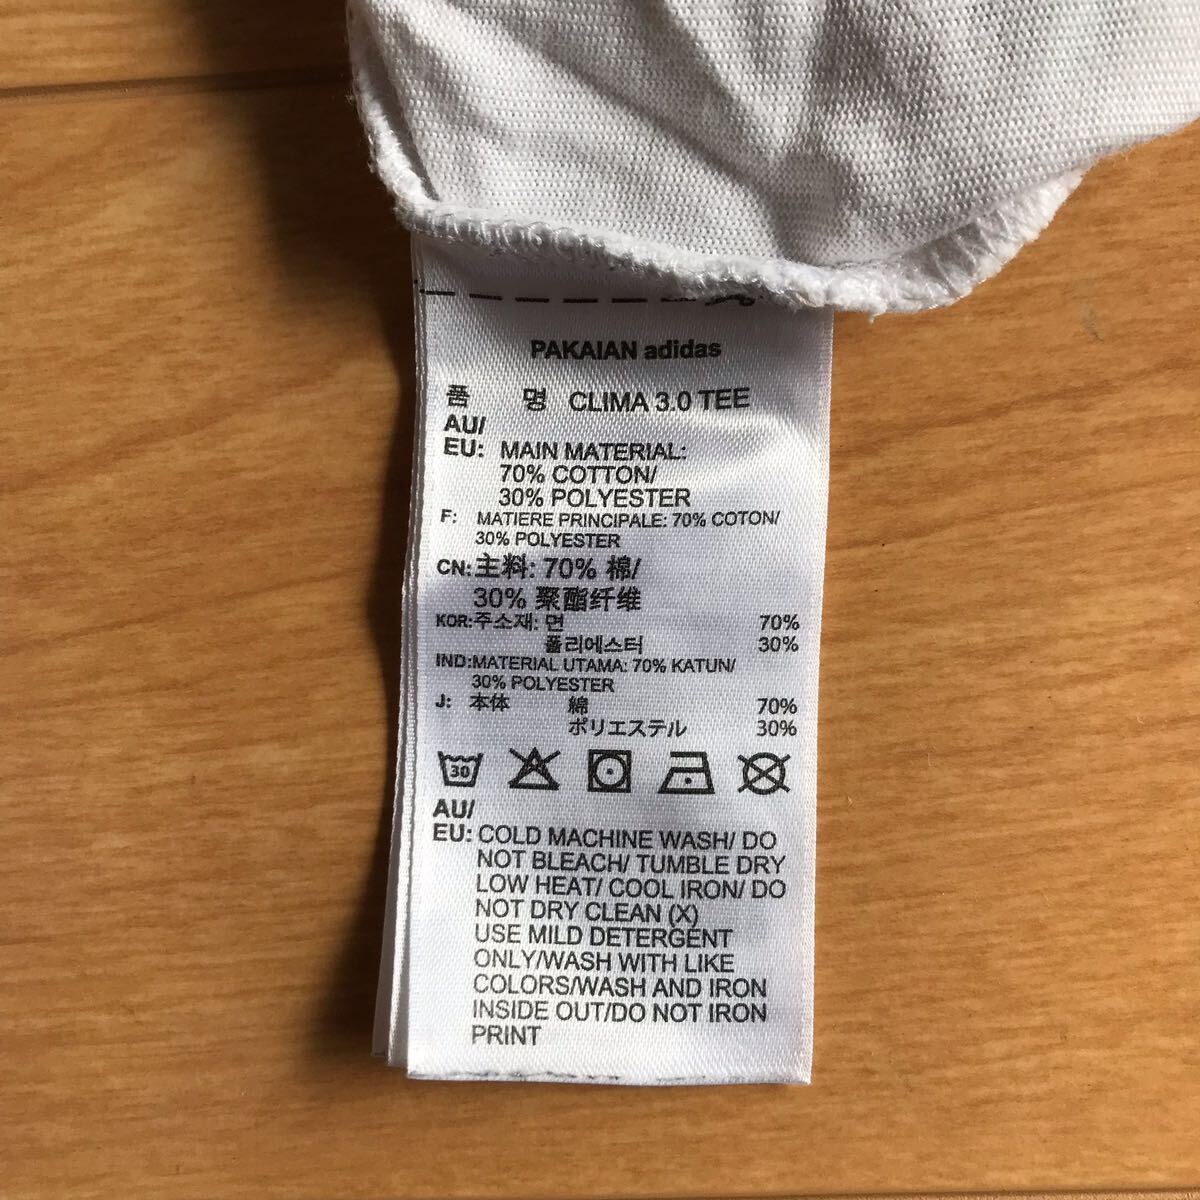 PAKAIAN adidas
품 명 CLIMA 3.0 TEE
AU/
EU: MAIN MATERIAL:
70% COTTON/
30% POLYESTER
F: MATIERE PRINCIPALE: 70% COTON/
30% POLYESTER
CN: 主料: 70% 棉/
30% 聚酯纤维
KOR: 주소재: 면 70%
폴리에스터 30%
IND: MATERIAL UTAMA: 70% KATUN/
30% POLYESTER
J: 本体 綿 70%
ポリエステル 30%
30
AU/
EU: COLD MACHINE WASH/ DO
NOT BLEACH/ TUMBLE DRY
LOW HEAT/ COOL IRON/ DO
NOT DRY CLEAN (X)
USE MILD DETERGENT
ONLY/WASH WITH LIKE
COLORS/WASH AND IRON
INSIDE OUT/DO NOT IRON
PRINT